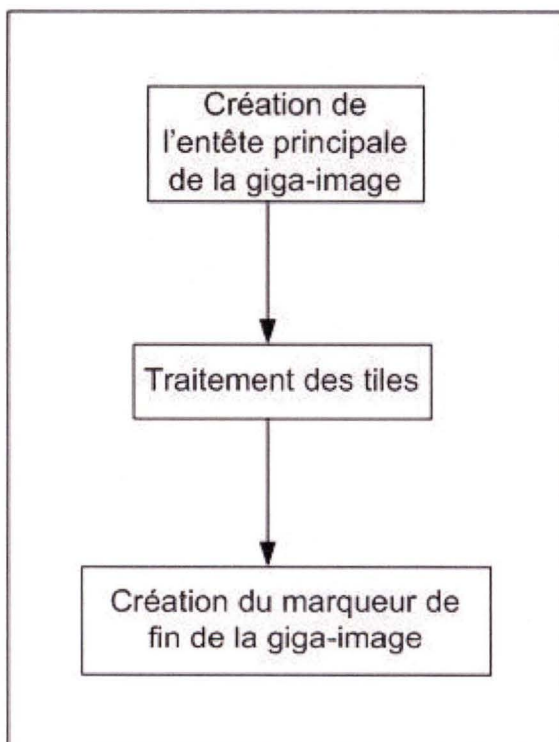 Création de
l'entête principale
de la giga-image
Traitement des tiles
Création du marqueur de
fin de la giga-image